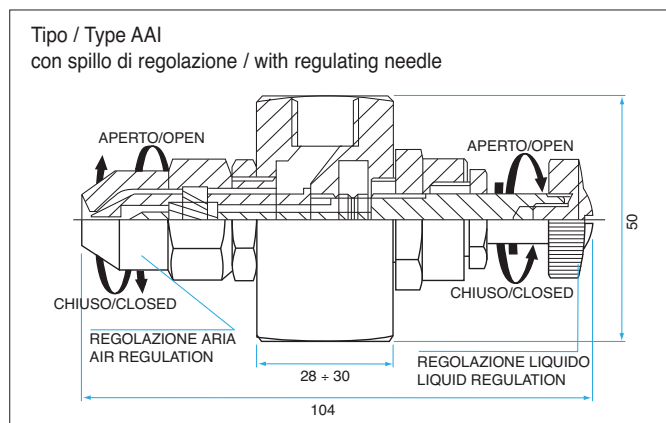 Tipo / Type AAI
con spillo di regolazione / with regulating needle
APERTO/OPEN
APERTO/OPEN
50
CHIUSO/CLOSED
CHIUSO/CLOSED
REGOLAZIONE ARIA
AIR REGULATION
REGOLAZIONE LIQUIDO
LIQUID REGULATION
28 ÷ 30
104